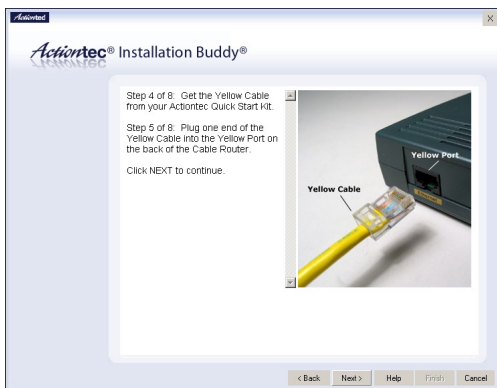 Actiontec
X
Actiontec® Installation Buddy®
Step 4 of 8: Get the Yellow Cable
from your Actiontec Quick Start Kit.
Step 5 of 8: Plug one end of the
Yellow Cable into the Yellow Port on
the back of the Cable Router.
Click NEXT to continue.
Yellow Port
Yellow Cable
< Back Next > Help Finish Cancel